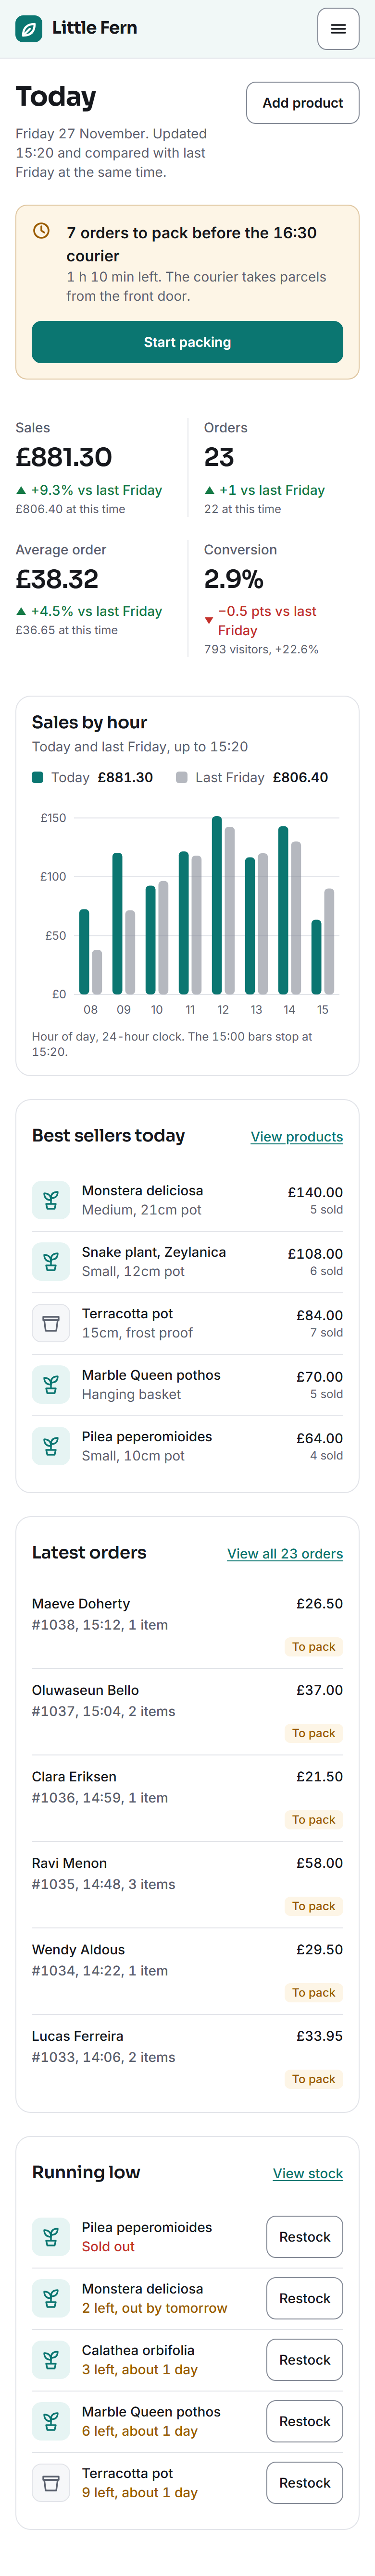 Little Fern
Today
Add product
Friday 27 November. Updated
15:20 and compared with last
Friday at the same time.
7 orders to pack before the 16:30
courier
1 h 10 min left. The courier takes parcels
from the front door.
Start packing
Sales
£881.30
+9.3% vs last Friday
£806.40 at this time
Orders
23
+1 vs last Friday
22 at this time
Average order
£38.32
+4.5% vs last Friday
£36.65 at this time
Conversion
2.9%
−0.5 pts vs last
Friday
793 visitors, +22.6%
Sales by hour
Today and last Friday, up to 15:20
Today £881.30 Last Friday £806.40
£150
£100
£50
£0
08 09 10 11 12 13 14 15
Hour of day, 24-hour clock. The 15:00 bars stop at
15:20.
Best sellers today
View products
Monstera deliciosa
Medium, 21cm pot
£140.00
5 sold
Snake plant, Zeylanica
Small, 12cm pot
£108.00
6 sold
Terracotta pot
15cm, frost proof
£84.00
7 sold
Marble Queen pothos
Hanging basket
£70.00
5 sold
Pilea peperomioides
Small, 10cm pot
£64.00
4 sold
Latest orders
View all 23 orders
Maeve Doherty
#1038, 15:12, 1 item
£26.50
To pack
Oluwaseun Bello
#1037, 15:04, 2 items
£37.00
To pack
Clara Eriksen
#1036, 14:59, 1 item
£21.50
To pack
Ravi Menon
#1035, 14:48, 3 items
£58.00
To pack
Wendy Aldous
#1034, 14:22, 1 item
£29.50
To pack
Lucas Ferreira
#1033, 14:06, 2 items
£33.95
To pack
Running low
View stock
Pilea peperomioides
Sold out
Restock
Monstera deliciosa
2 left, out by tomorrow
Restock
Calathea orbifolia
3 left, about 1 day
Restock
Marble Queen pothos
6 left, about 1 day
Restock
Terracotta pot
9 left, about 1 day
Restock